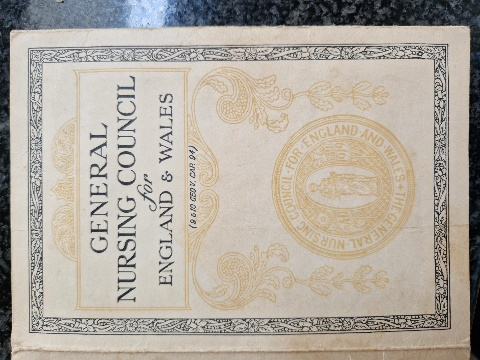 GENERAL
NURSING COUNCIL
for
ENGLAND & WALES
(9 & 10 GEO V. CAP. 94)
THE GENERAL NURSING COUNCIL FOR ENGLAND AND WALES